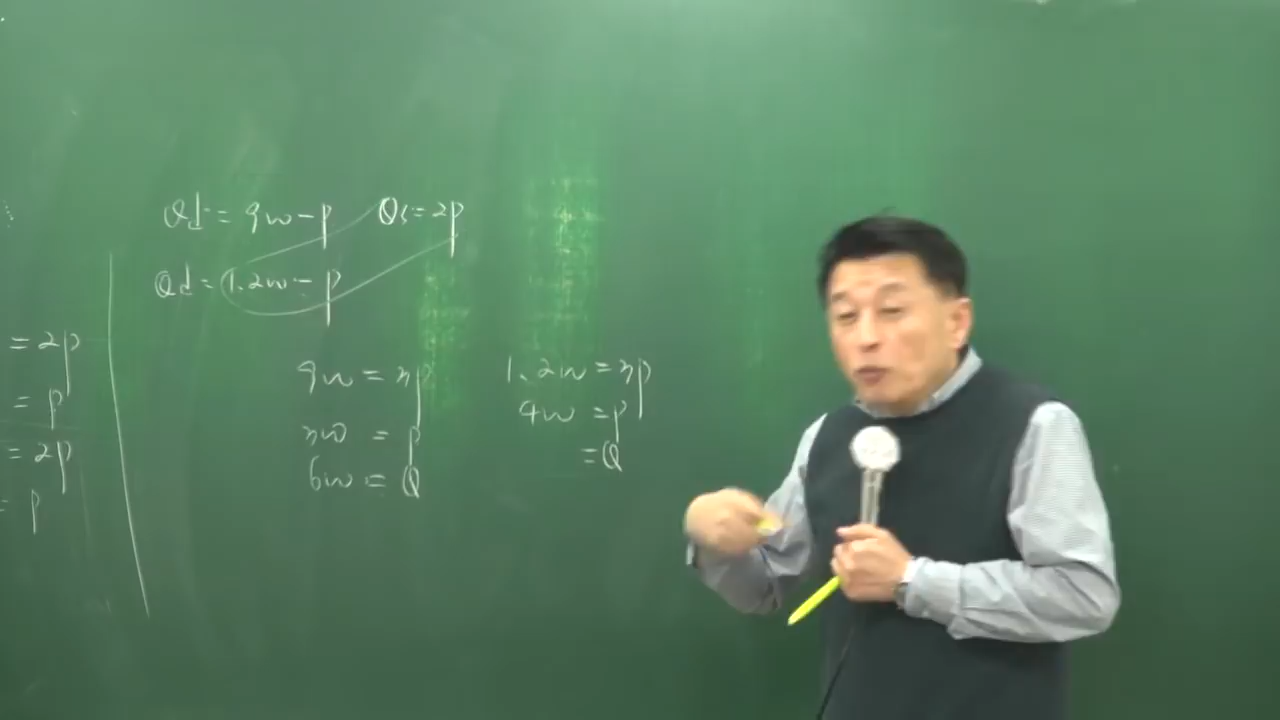 Qd = 9w - p Qs = 2p
Qd = 1.2w - p
= 2p
= p
= 2p
= p
9w = 3p
3w = p
6w = Q
1.2w = 3p
4w = p
= Q